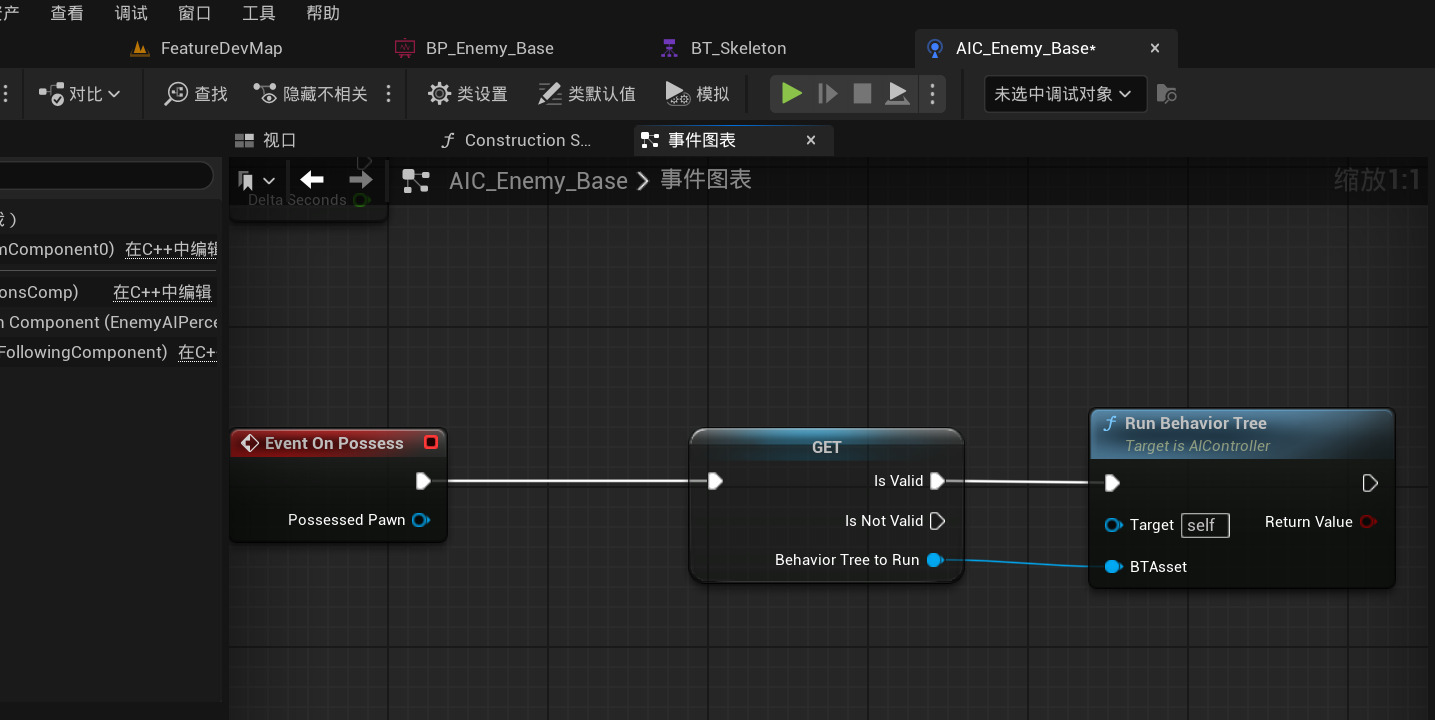 查看 调试 窗口 工具 帮助
FeatureDevMap BP_Enemy_Base BT_Skeleton AIC_Enemy_Base*
对比 查找 隐藏不相关 类设置 类默认值 模拟 未选中调试对象
视口 Construction S... 事件图表
AIC_Enemy_Base 事件图表 缩放1:1
Delta Seconds
mComponent0) 在C++中编辑
onsComp) 在C++中编辑
n Component (EnemyAIPerce
FollowingComponent) 在C+
Event On Possess
Possessed Pawn
GET
Is Valid
Is Not Valid
Behavior Tree to Run
Run Behavior Tree
Target is AIController
Target self Return Value
BTAsset